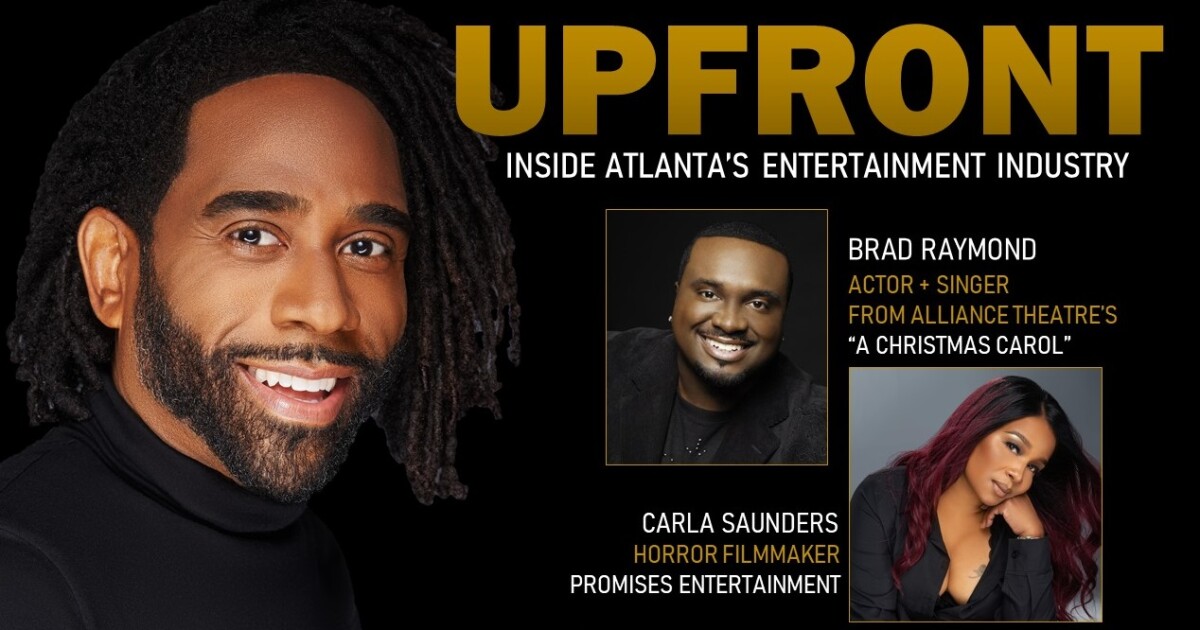 UPFRONT
INSIDE ATLANTA'S ENTERTAINMENT INDUSTRY
BRAD RAYMOND
ACTOR + SINGER
FROM ALLIANCE THEATRE'S
“A CHRISTMAS CAROL”
CARLA SAUNDERS
HORROR FILMMAKER
PROMISES ENTERTAINMENT